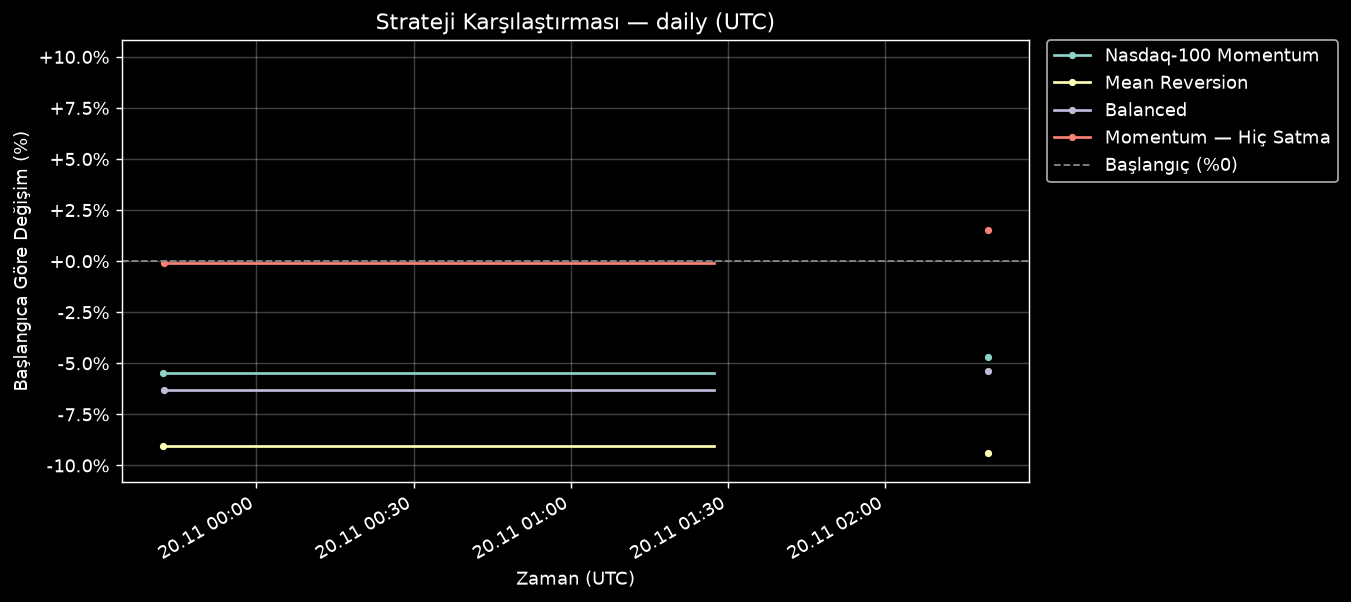 Strateji Karşılaştırması — daily (UTC)
Başlangıca Göre Değişim (%)
+10.0%
+7.5%
+5.0%
+2.5%
+0.0%
-2.5%
-5.0%
-7.5%
-10.0%
20.11 00:00
20.11 00:30
20.11 01:00
20.11 01:30
20.11 02:00
Zaman (UTC)
Nasdaq-100 Momentum
Mean Reversion
Balanced
Momentum — Hiç Satma
Başlangıç (%0)